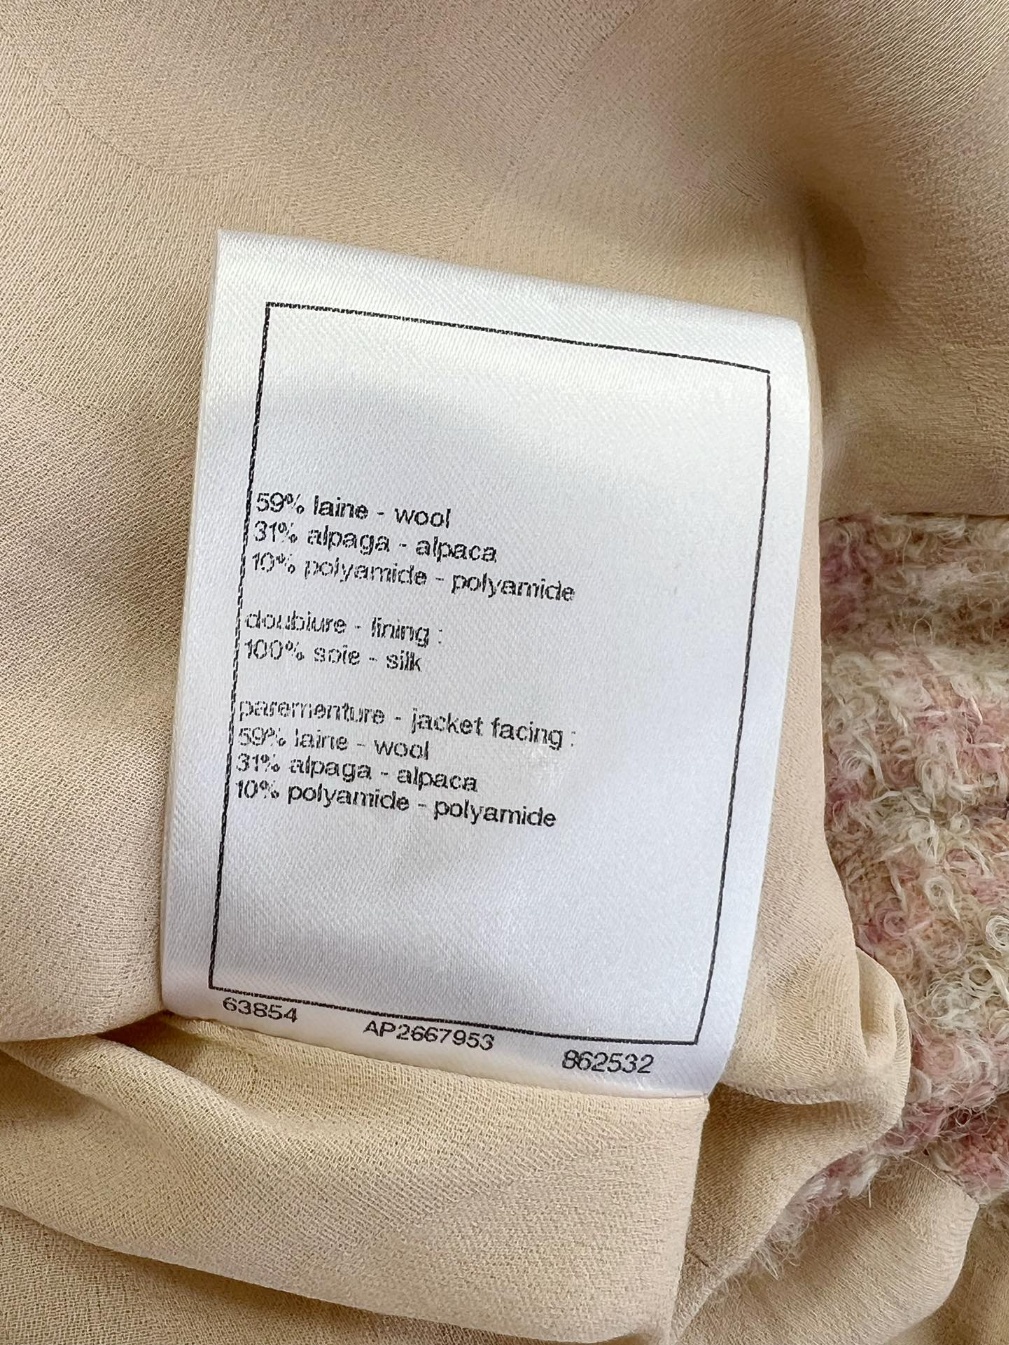 59% laine - wool
31% alpaga - alpaca
10% polyamide - polyamide
doublure - lining :
100% soie - silk
parementure - jacket facing :
59% laine - wool
31% alpaga - alpaca
10% polyamide - polyamide
63854 AP2667953 862532